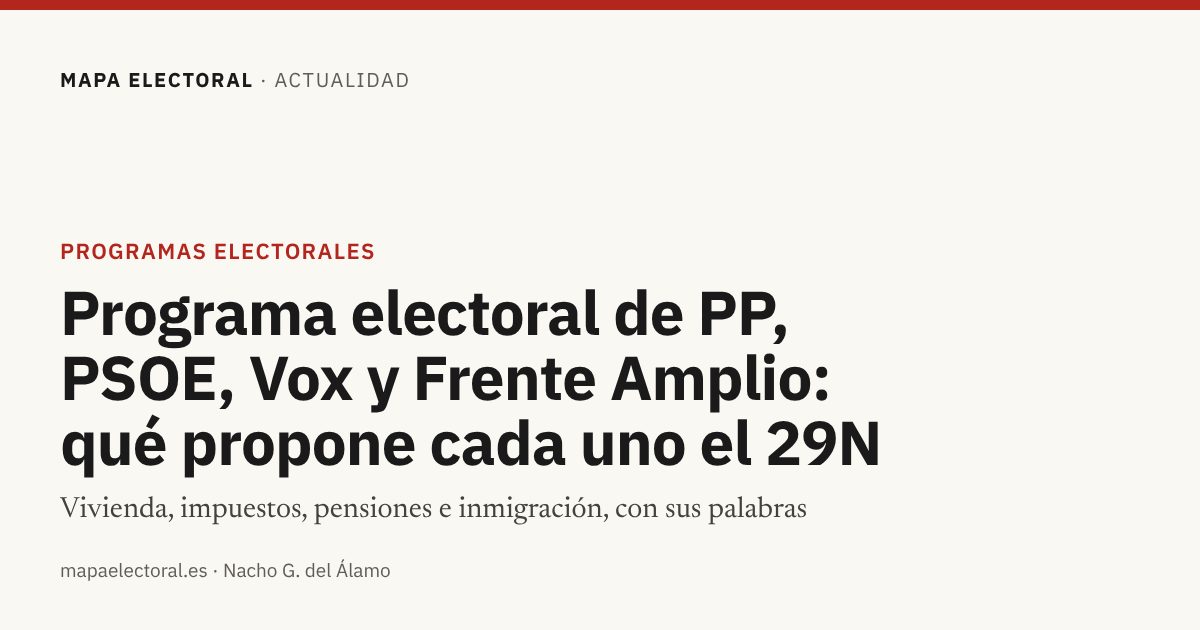 MAPA ELECTORAL · ACTUALIDAD
PROGRAMAS ELECTORALES
Programa electoral de PP,
PSOE, Vox y Frente Amplio:
qué propone cada uno el 29N
Vivienda, impuestos, pensiones e inmigración, con sus palabras
mapaelectoral.es · Nacho G. del Álamo